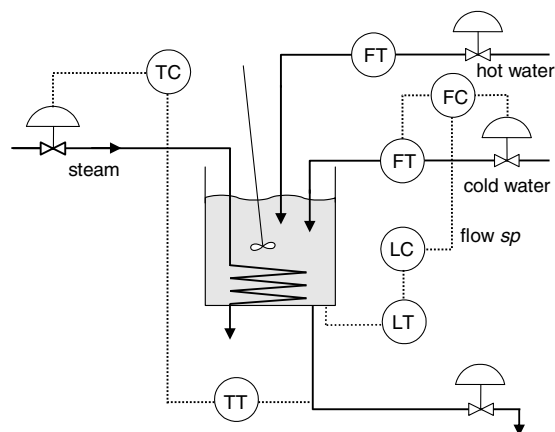 TC
FT
hot water
FC
steam
FT
cold water
flow sp
LC
LT
TT